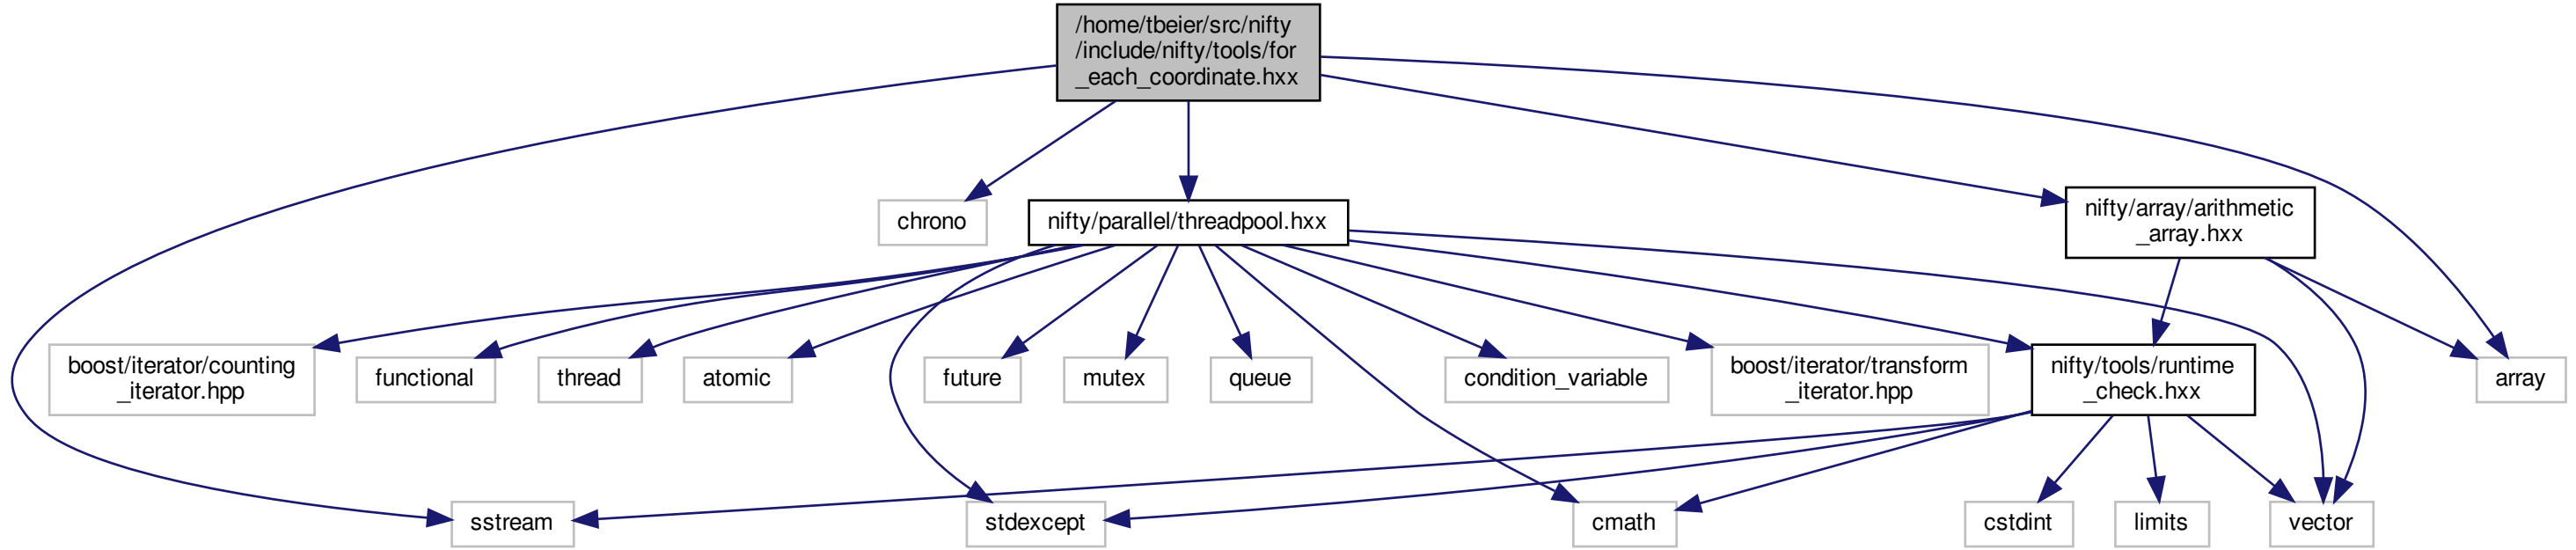 /home/tbeier/src/nifty
/include/nifty/tools/for
_each_coordinate.hxx
chrono
nifty/parallel/threadpool.hxx
nifty/array/arithmetic
_array.hxx
boost/iterator/counting
_iterator.hpp
functional
thread
atomic
future
mutex
queue
condition_variable
boost/iterator/transform
_iterator.hpp
nifty/tools/runtime
_check.hxx
array
sstream
stdexcept
cmath
cstdint
limits
vector